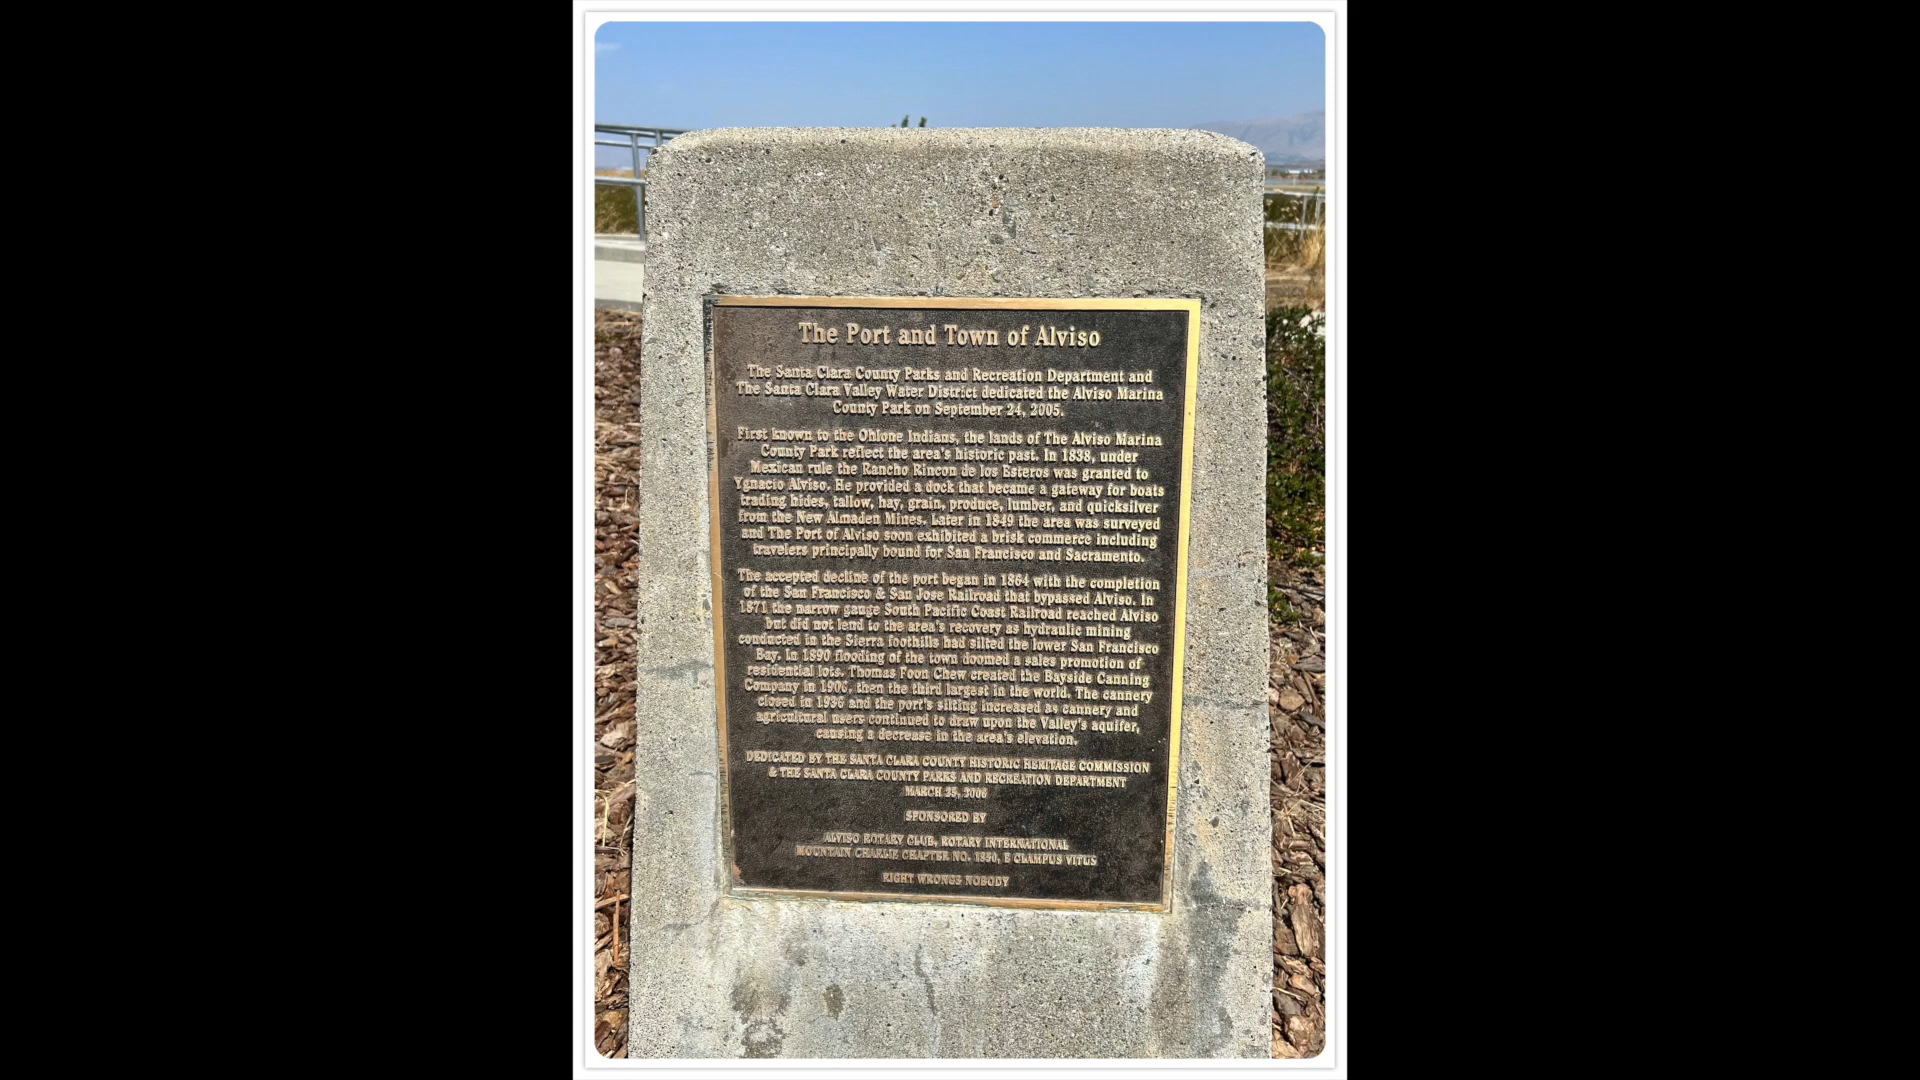 The Port and Town of Alviso
The Santa Clara County Parks and Recreation Department and
The Santa Clara Valley Water District dedicated the Alviso Marina
County Park on September 24, 2005.
First known to the Ohlone Indians, the lands of The Alviso Marina
County Park reflect the area's historic past. In 1838, under
Mexican rule the Rancho Rincon de los Esteros was granted to
Ygnacio Alviso. He provided a dock that became a gateway for boats
trading hides, tallow, hay, grain, produce, lumber, and quicksilver
from the New Almaden Mines. Later in 1849 the area was surveyed
and The Port of Alviso soon exhibited a brisk commerce including
travelers principally bound for San Francisco and Sacramento.
The accepted decline of the port began in 1864 with the completion
of the San Francisco & San Jose Railroad that bypassed Alviso. In
1871 the narrow gauge South Pacific Coast Railroad reached Alviso
but did not lend to the area's recovery as hydraulic mining
conducted in the Sierra foothills had silted the lower San Francisco
Bay. In 1890 flooding of the town doomed a sales promotion of
residential lots. Thomas Foon Chew created the Bayside Canning
Company in 1906, then the third largest in the world. The cannery
closed in 1936 and the port's silting increased as cannery and
agricultural users continued to draw upon the Valley's aquifer,
causing a decrease in the area's elevation.
DEDICATED BY THE SANTA CLARA COUNTY HISTORIC HERITAGE COMMISSION
& THE SANTA CLARA COUNTY PARKS AND RECREATION DEPARTMENT
MARCH 25, 2006
SPONSORED BY
ALVISO ROTARY CLUB, ROTARY INTERNATIONAL
MOUNTAIN CHARLIE CHAPTER NO. 1850, E CLAMPUS VITUS
RIGHT WRONGS NOBODY